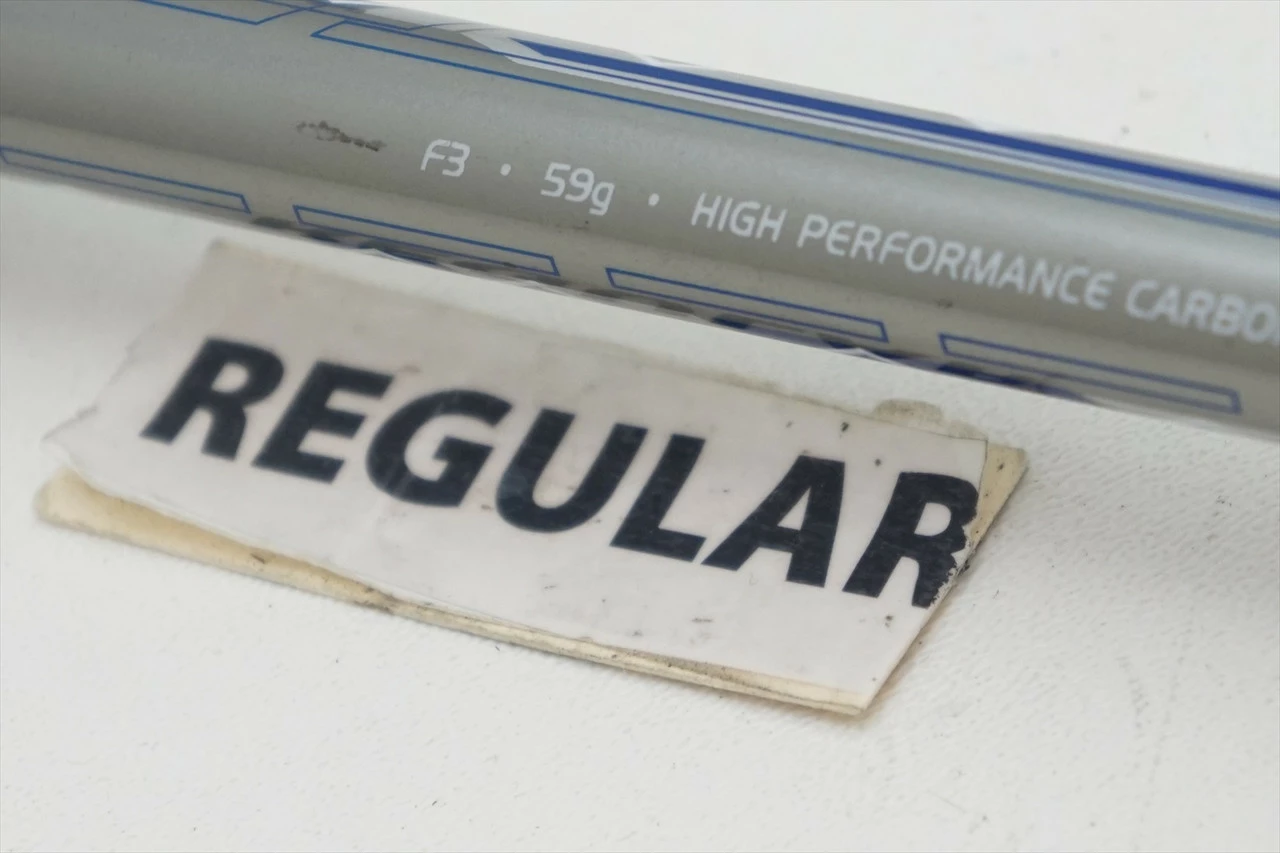 F3 • 59g • HIGH PERFORMANCE CARBO
REGULAR